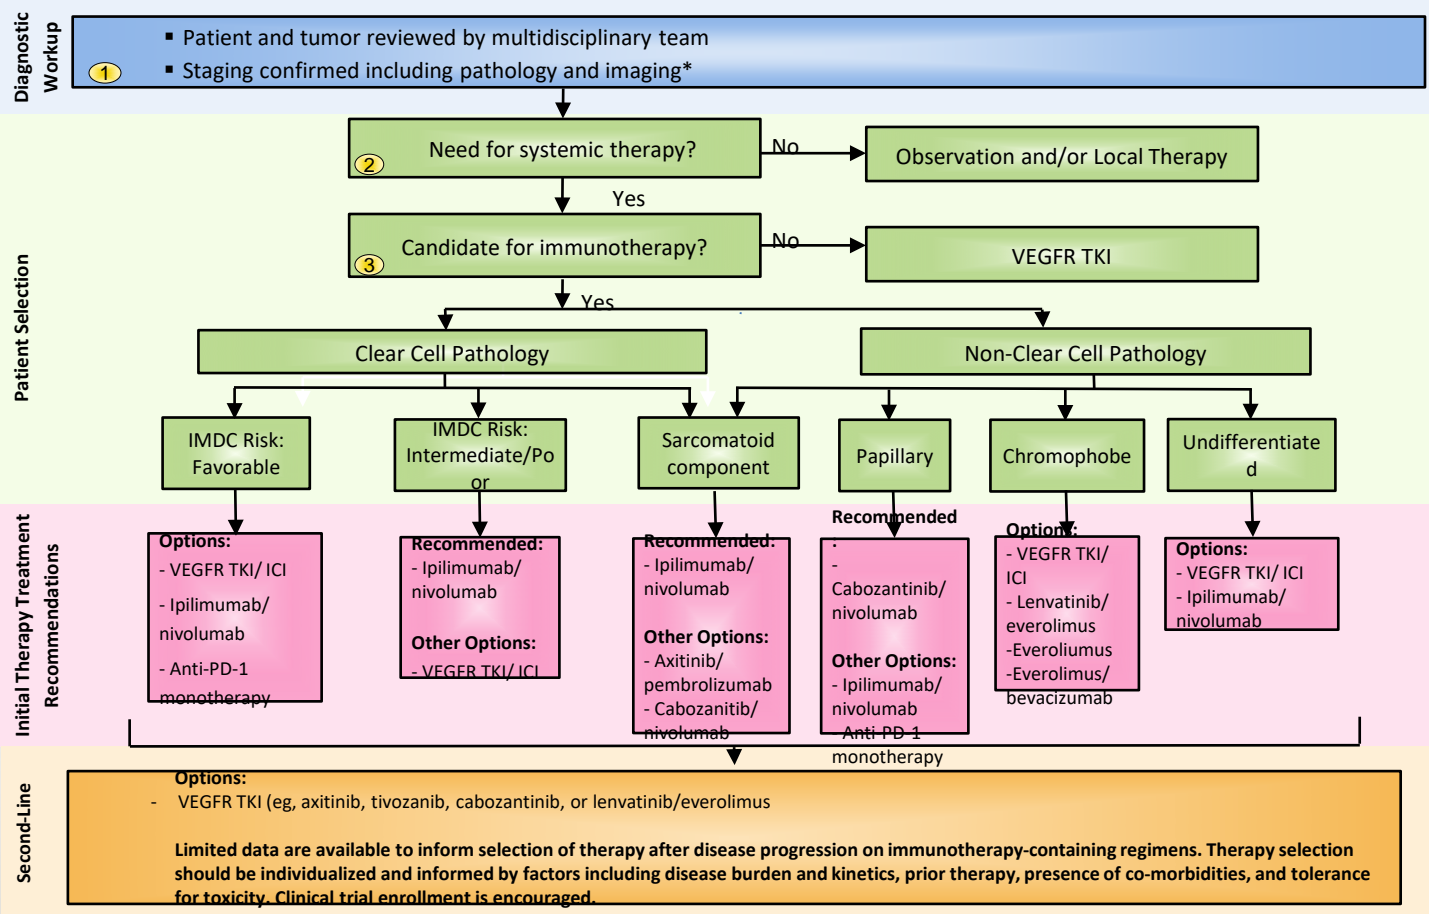 Diagnostic
Workup
▪ Patient and tumor reviewed by multidisciplinary team
▪ Staging confirmed including pathology and imaging*
1
Patient Selection
Need for systemic therapy?
2
No
Observation and/or Local Therapy
Yes
Candidate for immunotherapy?
3
No
VEGFR TKI
Yes
Clear Cell Pathology
Non-Clear Cell Pathology
IMDC Risk:
Favorable
IMDC Risk:
Intermediate/Po
or
Sarcomatoid
component
Papillary
Chromophobe
Undifferentiate
d
Initial Therapy Treatment
Recommendations
Options:
- VEGFR TKI/ ICI
- Ipilimumab/
nivolumab
- Anti-PD-1
monotherapy
Recommended:
- Ipilimumab/
nivolumab
Other Options:
- VEGFR TKI/ ICI
Recommended:
- Ipilimumab/
nivolumab
Other Options:
- Axitinib/
pembrolizumab
- Cabozanitib/
nivolumab
Recommended
:
-
Cabozantinib/
nivolumab
Other Options:
- Ipilimumab/
nivolumab
- Anti-PD-1
monotherapy
Options:
- VEGFR TKI/
ICI
- Lenvatinib/
everolimus
-Everoliumus
-Everolimus/
bevacizumab
Options:
- VEGFR TKI/ ICI
- Ipilimumab/
nivolumab
Second-Line
Options:
- VEGFR TKI (eg, axitinib, tivozanib, cabozantinib, or lenvatinib/everolimus
Limited data are available to inform selection of therapy after disease progression on immunotherapy-containing regimens. Therapy selection
should be individualized and informed by factors including disease burden and kinetics, prior therapy, presence of co-morbidities, and tolerance
for toxicity. Clinical trial enrollment is encouraged.